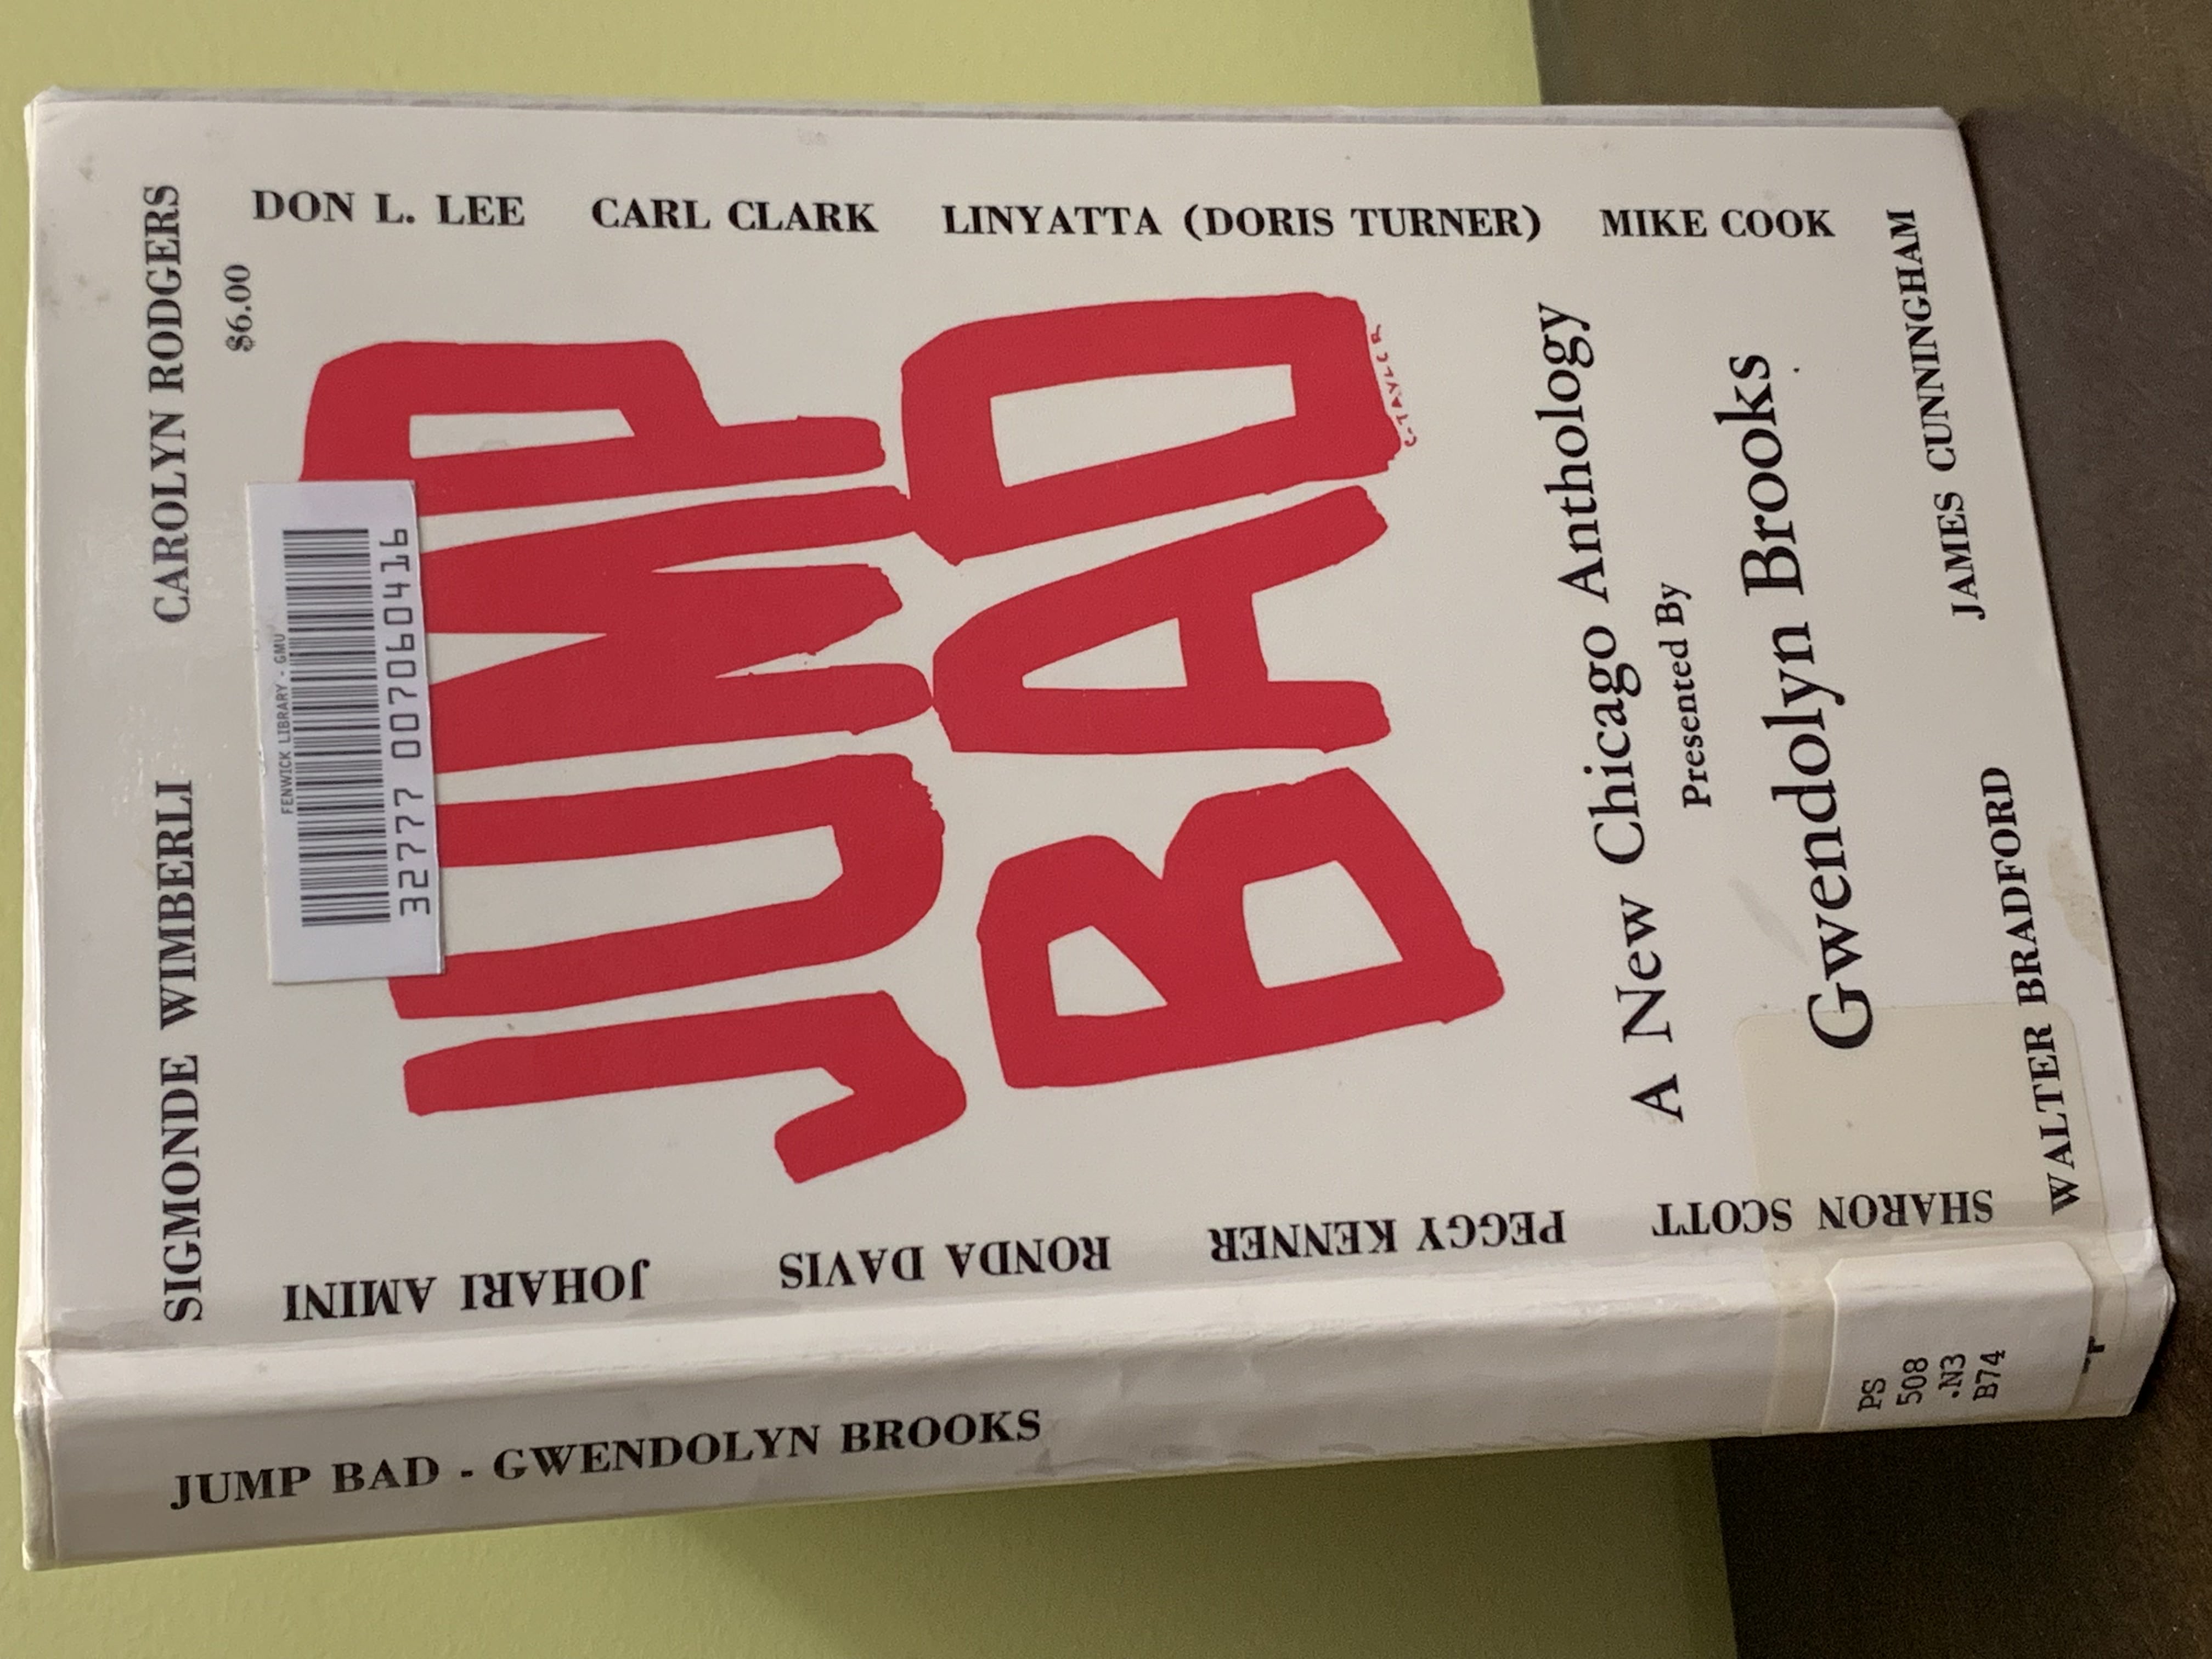 SIGMONDE WIMBERLI CAROLYN RODGERS
$6.00
FENWICK LIBRARY - GMU
32777 00706 0416
JUMP
BAD
C. TAYLOR
A New Chicago Anthology
Presented By
Gwendolyn Brooks
DON L. LEE CARL CLARK LINYATTA (DORIS TURNER) MIKE COOK
WALTER BRADFORD JAMES CUNNINGHAM
SHARON SCOTT PEGGY KENNER RONDA DAVIS JOHARI AMINI
JUMP BAD - GWENDOLYN BROOKS
PS
508
.N3
B74